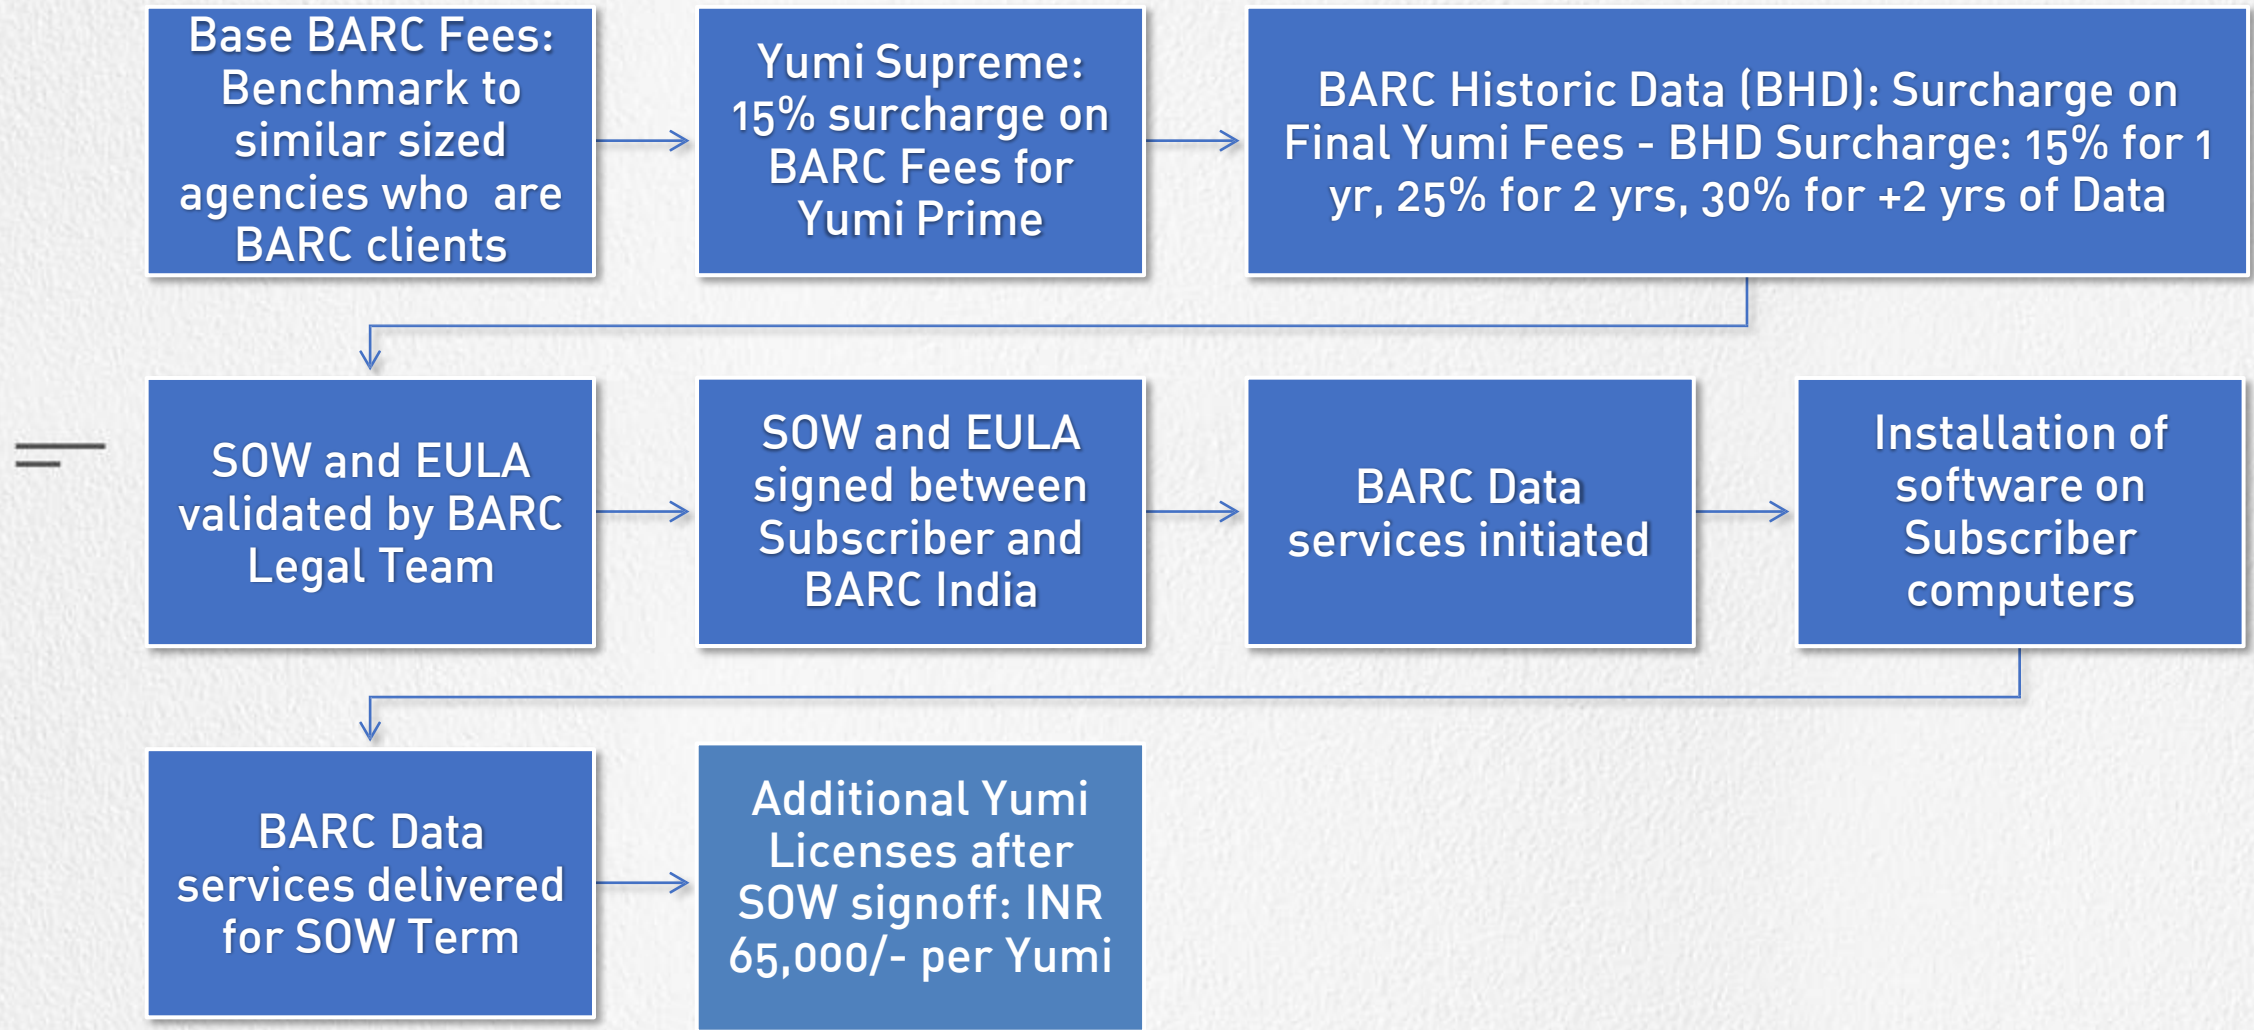 Base BARC Fees:
Benchmark to
similar sized
agencies who are
BARC clients
Yumi Supreme:
15% surcharge on
BARC Fees for
Yumi Prime
BARC Historic Data (BHD): Surcharge on
Final Yumi Fees - BHD Surcharge: 15% for 1
yr, 25% for 2 yrs, 30% for +2 yrs of Data
SOW and EULA
validated by BARC
Legal Team
SOW and EULA
signed between
Subscriber and
BARC India
BARC Data
services initiated
Installation of
software on
Subscriber
computers
BARC Data
services delivered
for SOW Term
Additional Yumi
Licenses after
SOW signoff: INR
65,000/- per Yumi